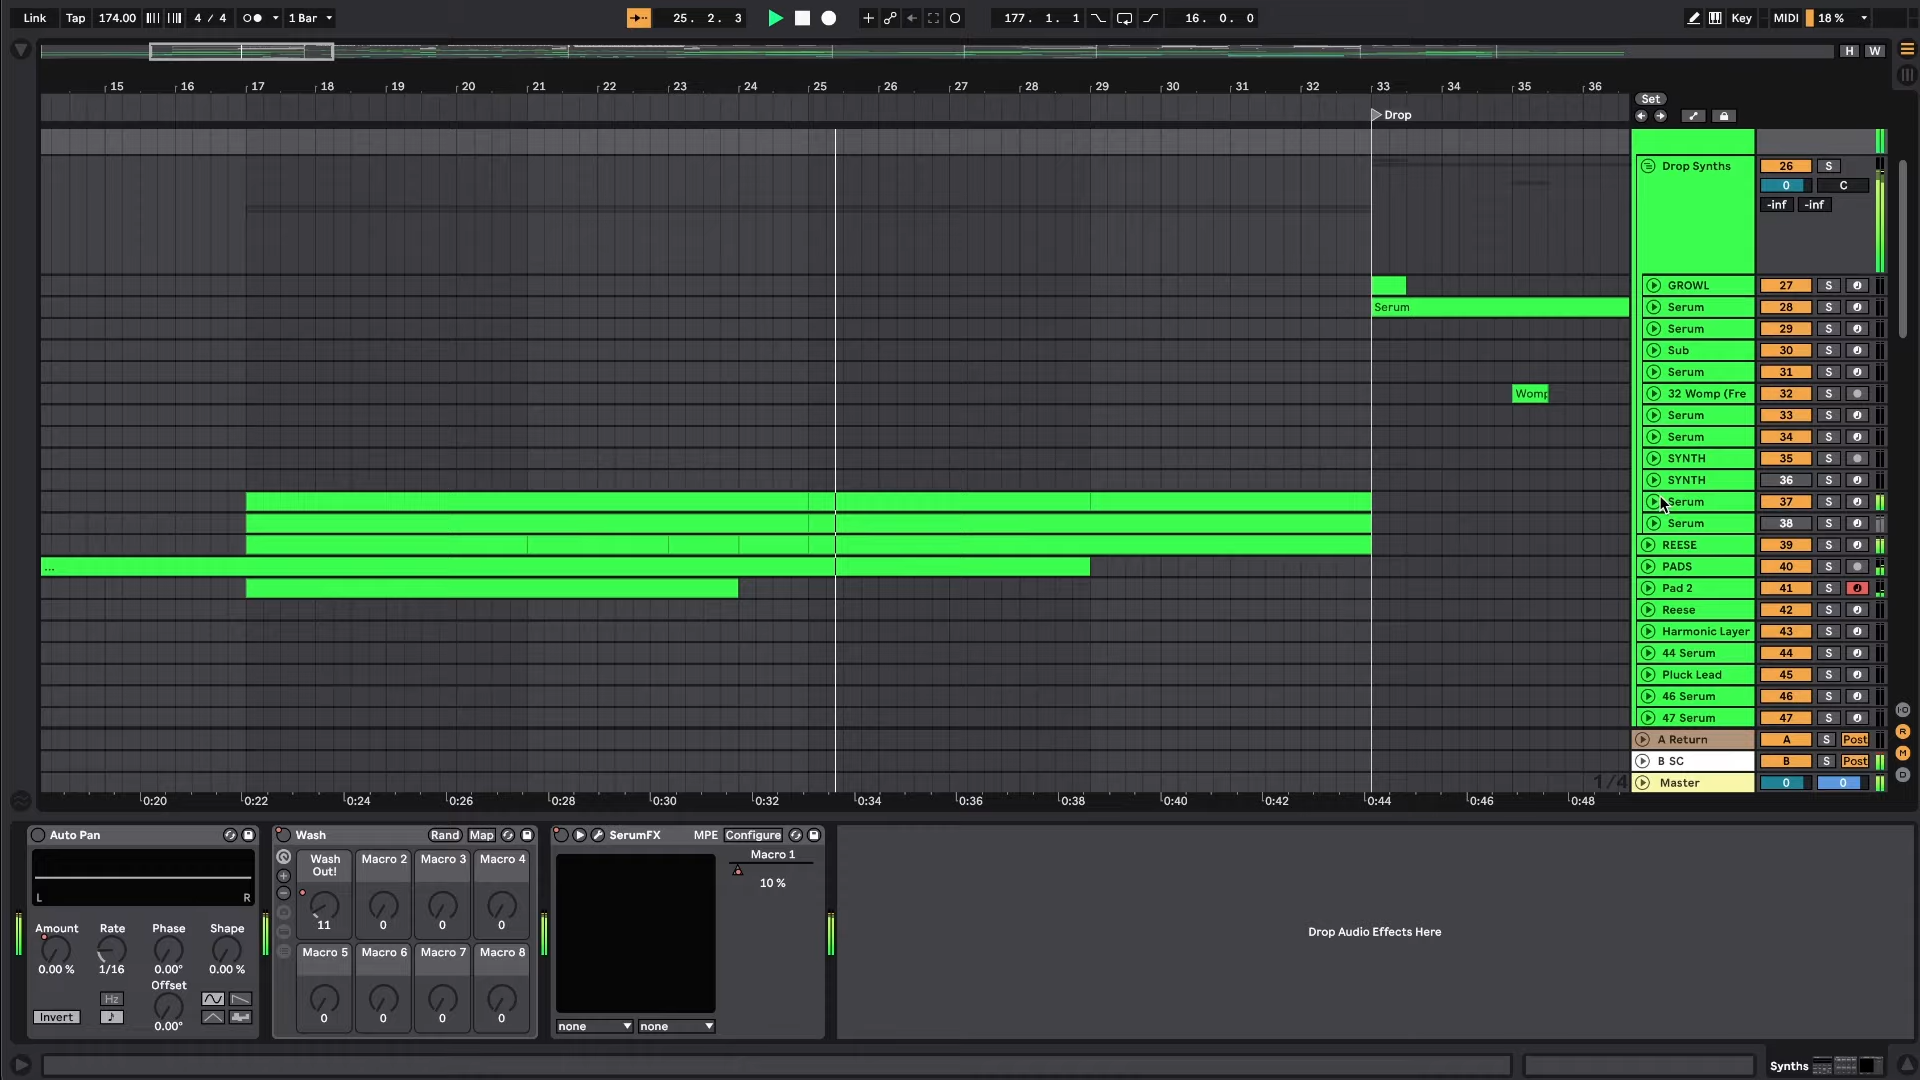 Link Tap 174.00 4 / 4 1 Bar 25. 2. 3 177. 1. 1 16. 0. 0 Key MIDI 18 %
H W
15 16 17 18 19 20 21 22 23 24 25 26 27 28 29 30 31 32 33 34 35 36
Set
Drop
Drop Synths 26 S
0 C
-inf -inf
GROWL 27 S
Serum Serum 28 S
Serum 29 S
Sub 30 S
Serum 31 S
Womp 32 Womp (Fre 32 S
Serum 33 S
Serum 34 S
SYNTH 35 S
SYNTH 36 S
Serum 37 S
Serum 38 S
REESE 39 S
... PADS 40 S
Pad 2 41 S
Reese 42 S
Harmonic Layer 43 S
44 Serum 44 S
Pluck Lead 45 S
46 Serum 46 S
47 Serum 47 S
A Return A S Post
B SC B S Post
1/4 Master 0 0
0:20 0:22 0:24 0:26 0:28 0:30 0:32 0:34 0:36 0:38 0:40 0:42 0:44 0:46 0:48
R
M
D
Auto Pan
L R
Amount Rate Phase Shape
0.00 % 1/16 0.00° 0.00 %
Offset
Hz
Invert 0.00°
Wash Rand Map
Wash Out! Macro 2 Macro 3 Macro 4
11 0 0 0
Macro 5 Macro 6 Macro 7 Macro 8
0 0 0 0
SerumFX MPE Configure
Macro 1
10 %
none none
Drop Audio Effects Here
Synths